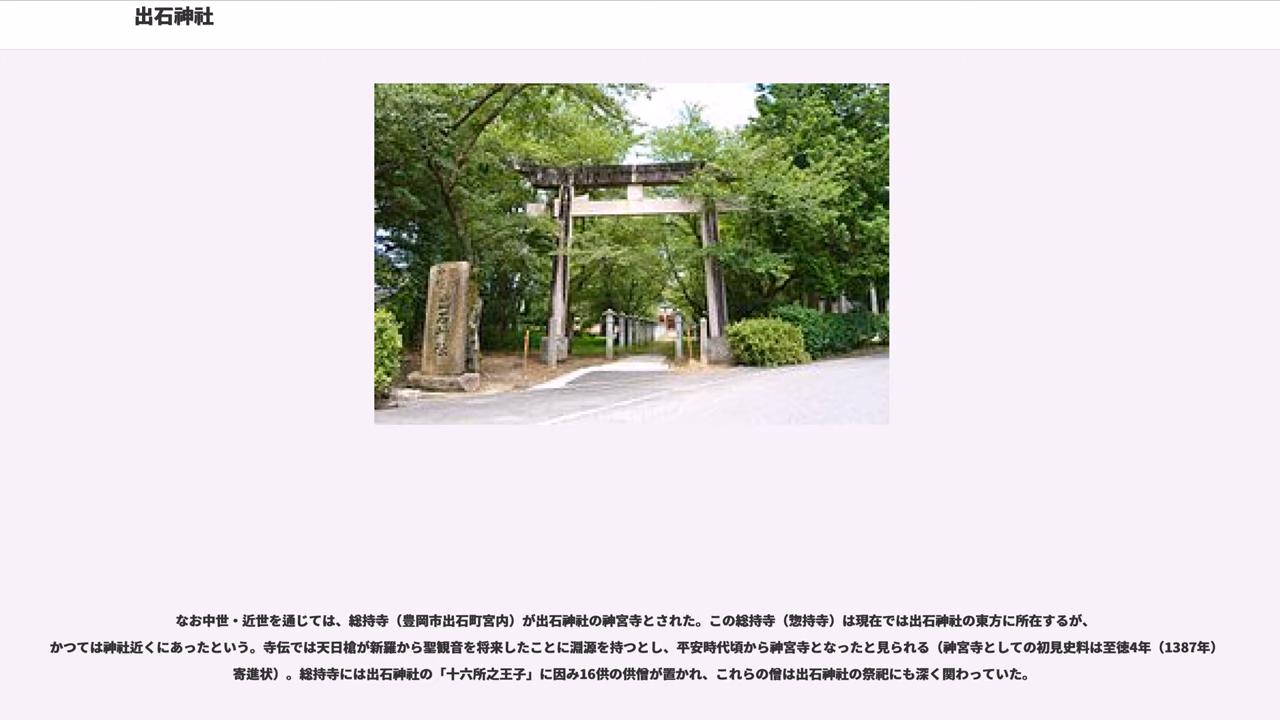 出石神社
なお中世・近世を通じては、総持寺（豊岡市出石町宮内）が出石神社の神宮寺とされた。この総持寺（惣持寺）は現在では出石神社の東方に所在するが、
かつては神社近くにあったという。寺伝では天日槍が新羅から聖観音を将来したことに淵源を持つとし、平安時代頃から神宮寺となったと見られる（神宮寺としての初見史料は至徳4年（1387年）
寄進状）。総持寺には出石神社の「十六所之王子」に因み16供の供僧が置かれ、これらの僧は出石神社の祭祀にも深く関わっていた。